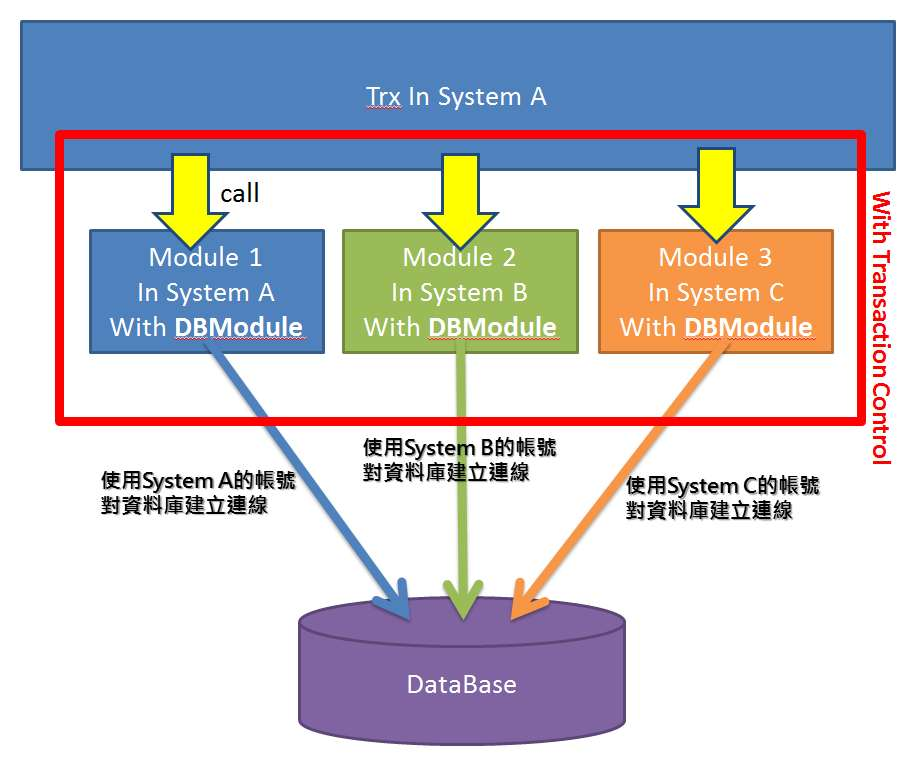 Trx In System A
call
With Transaction Control
Module 1
In System A
With DBModule
Module 2
In System B
With DBModule
Module 3
In System C
With DBModule
使用System A的帳號
對資料庫建立連線
使用System B的帳號
對資料庫建立連線
使用System C的帳號
對資料庫建立連線
DataBase